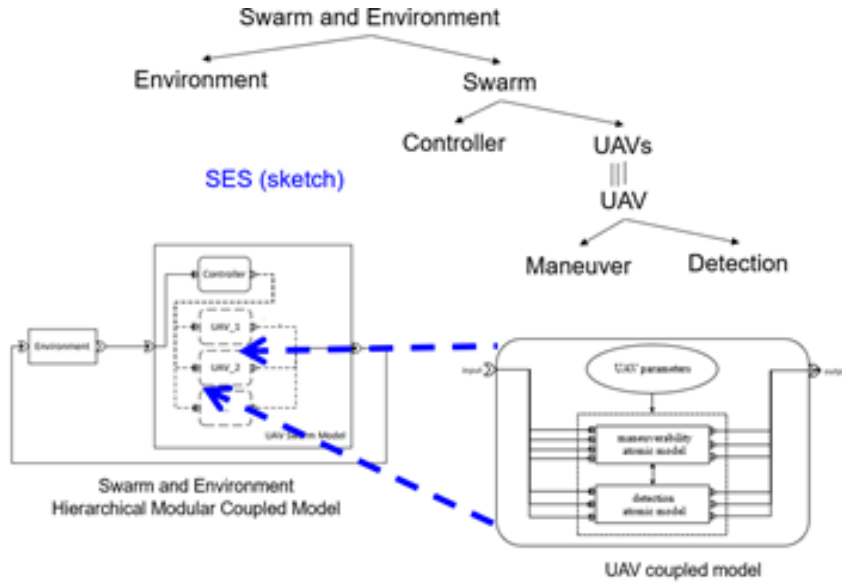 Swarm and Environment
Environment
Swarm
Controller
UAVs
SES (sketch)
UAV
Maneuver
Detection
Controller
UAV_1
Environment
UAV_2
UAV Swarm Model
input
UAV parameters
output
maneuverability
atomic model
detection
atomic model
Swarm and Environment
Hierarchical Modular Coupled Model
UAV coupled model